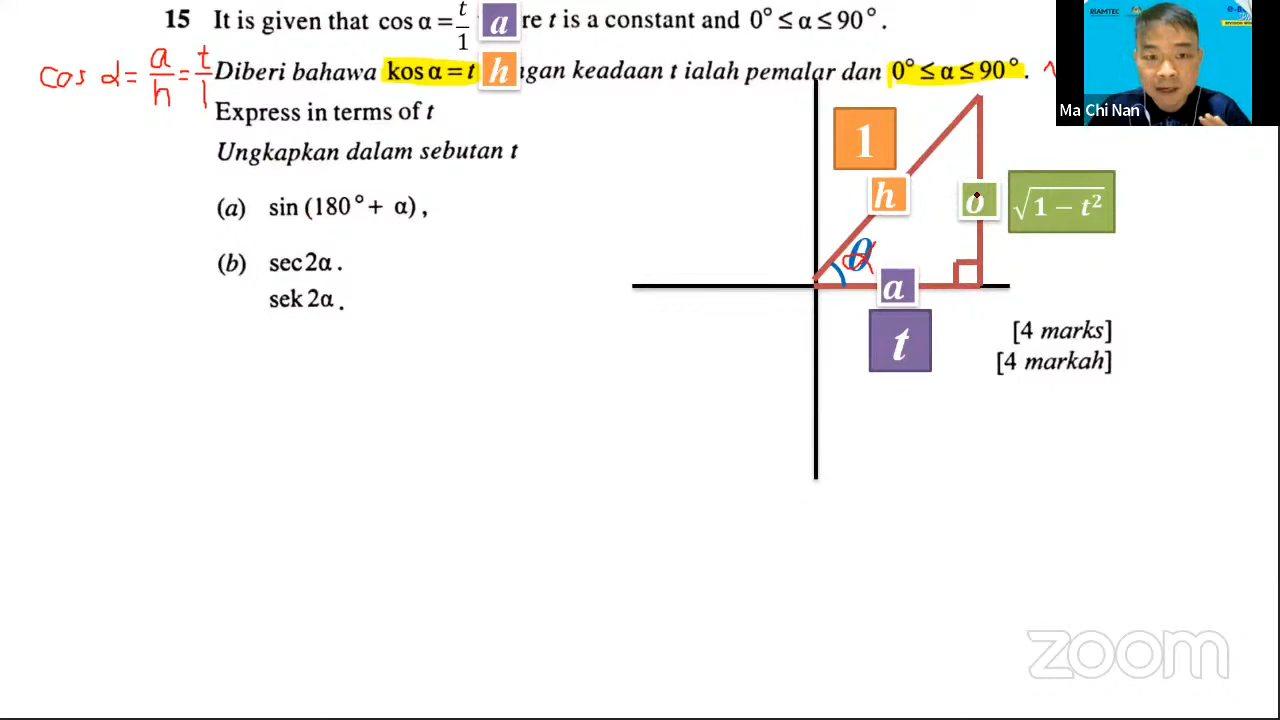 15 It is given that cos α = t/1 a re t is a constant and 0° ≤ α ≤ 90°.
cos α = a/h = t/1
Diberi bahawa kos α = t h ngan keadaan t ialah pemalar dan 0° ≤ α ≤ 90°.
Express in terms of t
Ungkapkan dalam sebutan t
(a) sin (180° + α),
(b) sec 2α.
sek 2α.
1
h
o
√1 − t²
θ
α
a
t
[4 marks]
[4 markah]
RIAMTEC
Ma Chi Nan
zoom